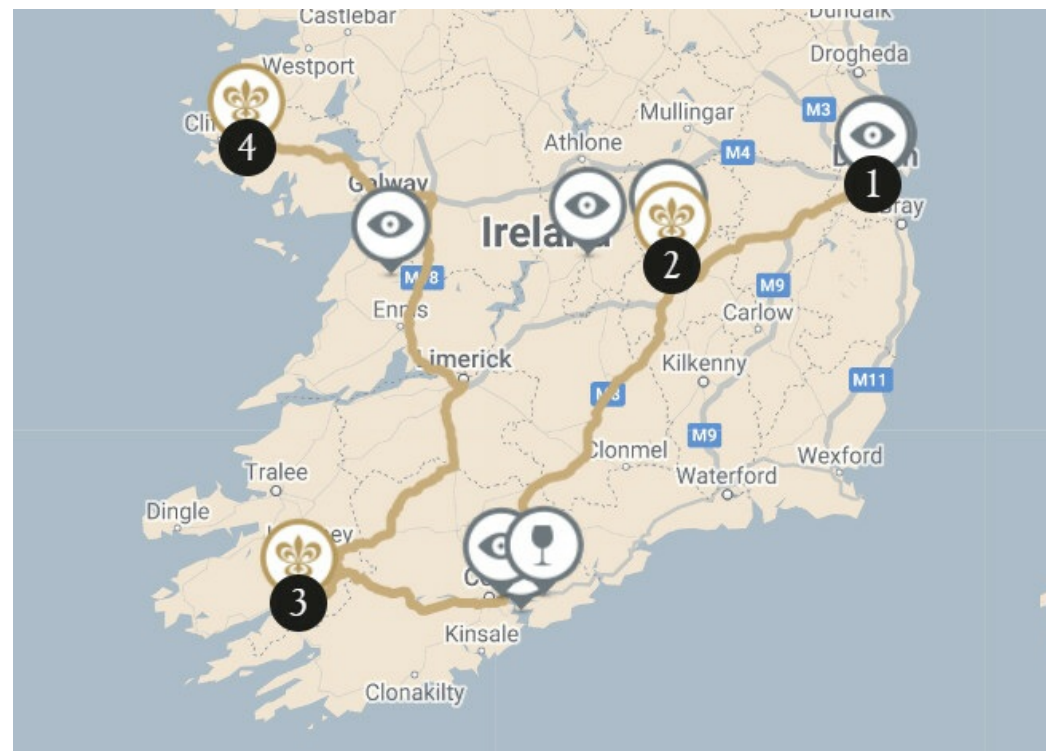 Castlebar
Dundalk
Westport
Drogheda
M3
Mullingar
4
Athlone
M4
1
Galway
Bray
Ireland
2
M9
Ennis
Carlow
Limerick
Kilkenny
M11
M9
Clonmel
Wexford
Tralee
Waterford
Dingle
3
Kinsale
Clonakilty